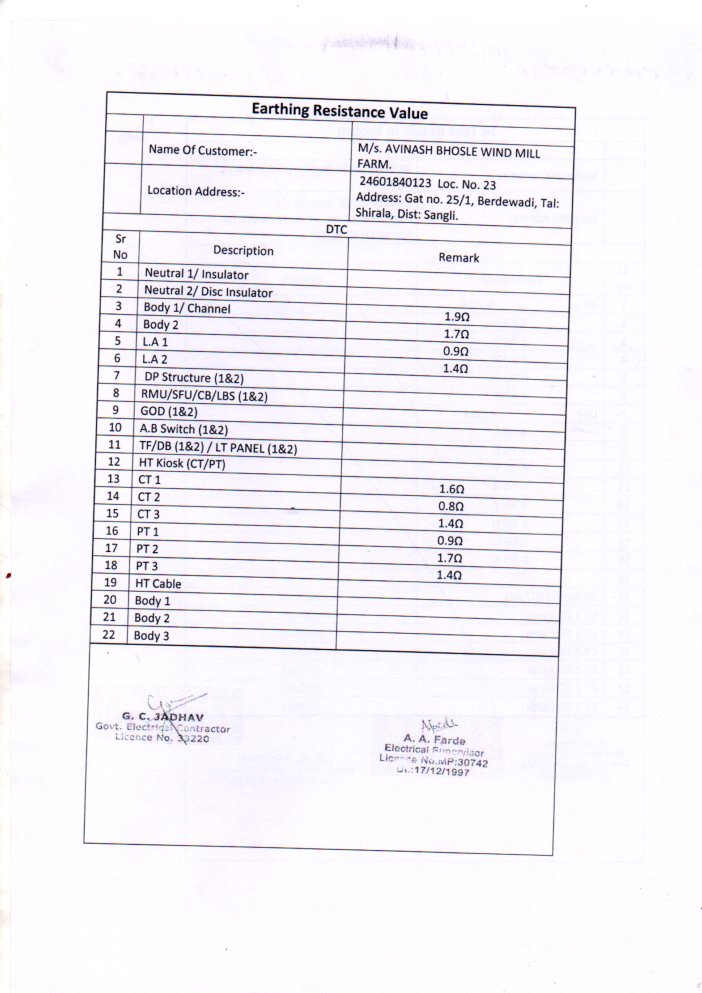 Earthing Resistance Value
Name Of Customer:- M/s. AVINASH BHOSLE WIND MILL
FARM.
Location Address:- 24601840123 Loc. No. 23
Address: Gat no. 25/1, Berdewadi, Tal:
Shirala, Dist: Sangli.
DTC
Sr No Description Remark
1 Neutral 1/ Insulator
2 Neutral 2/ Disc Insulator
3 Body 1/ Channel 1.9Ω
4 Body 2 1.7Ω
5 L.A 1 0.9Ω
6 L.A 2 1.4Ω
7 DP Structure (1&2)
8 RMU/SFU/CB/LBS (1&2)
9 GOD (1&2)
10 A.B Switch (1&2)
11 TF/DB (1&2) / LT PANEL (1&2)
12 HT Kiosk (CT/PT)
13 CT 1 1.6Ω
14 CT 2 0.8Ω
15 CT 3 1.4Ω
16 PT 1 0.9Ω
17 PT 2 1.7Ω
18 PT 3 1.4Ω
19 HT Cable
20 Body 1
21 Body 2
22 Body 3
G. C. JADHAV
Govt. Electrical Contractor
Licence No. 33220
A. A. Farde
Electrical Supervisor
Licence No.MP:30742
Dt.:17/12/1997